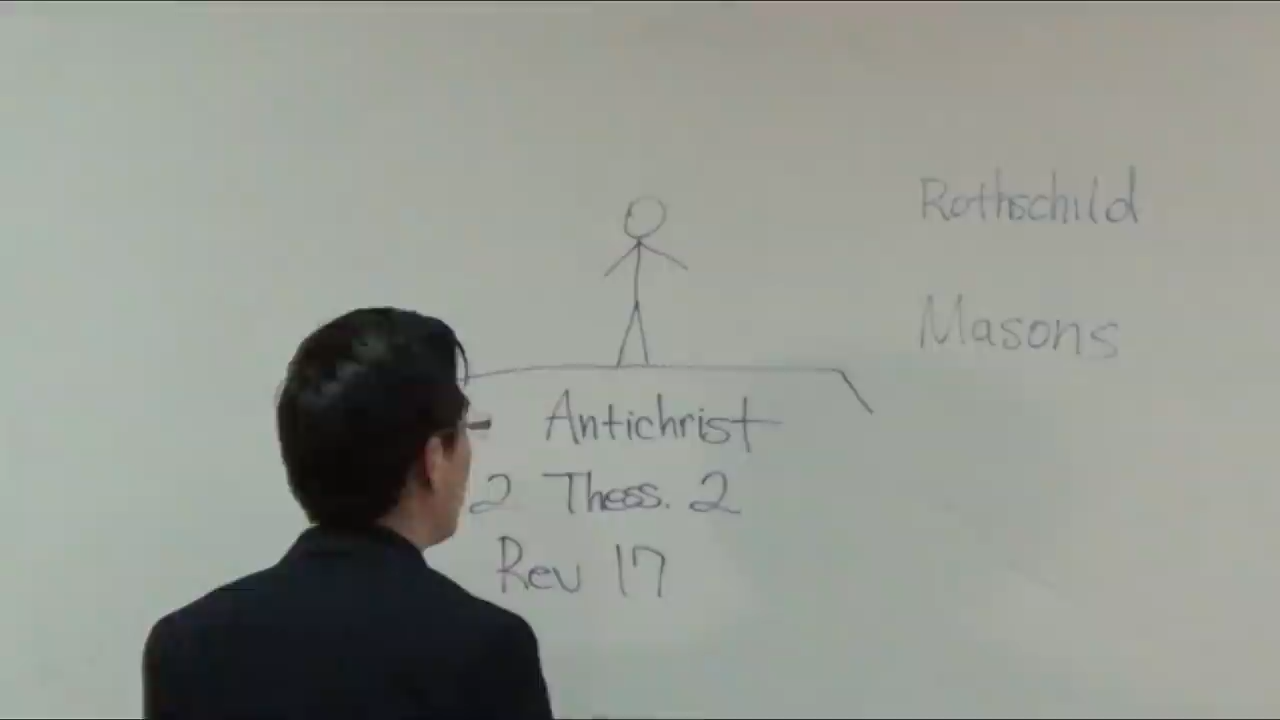 Rothschild
Masons
Antichrist
2 Thess. 2
Rev 17